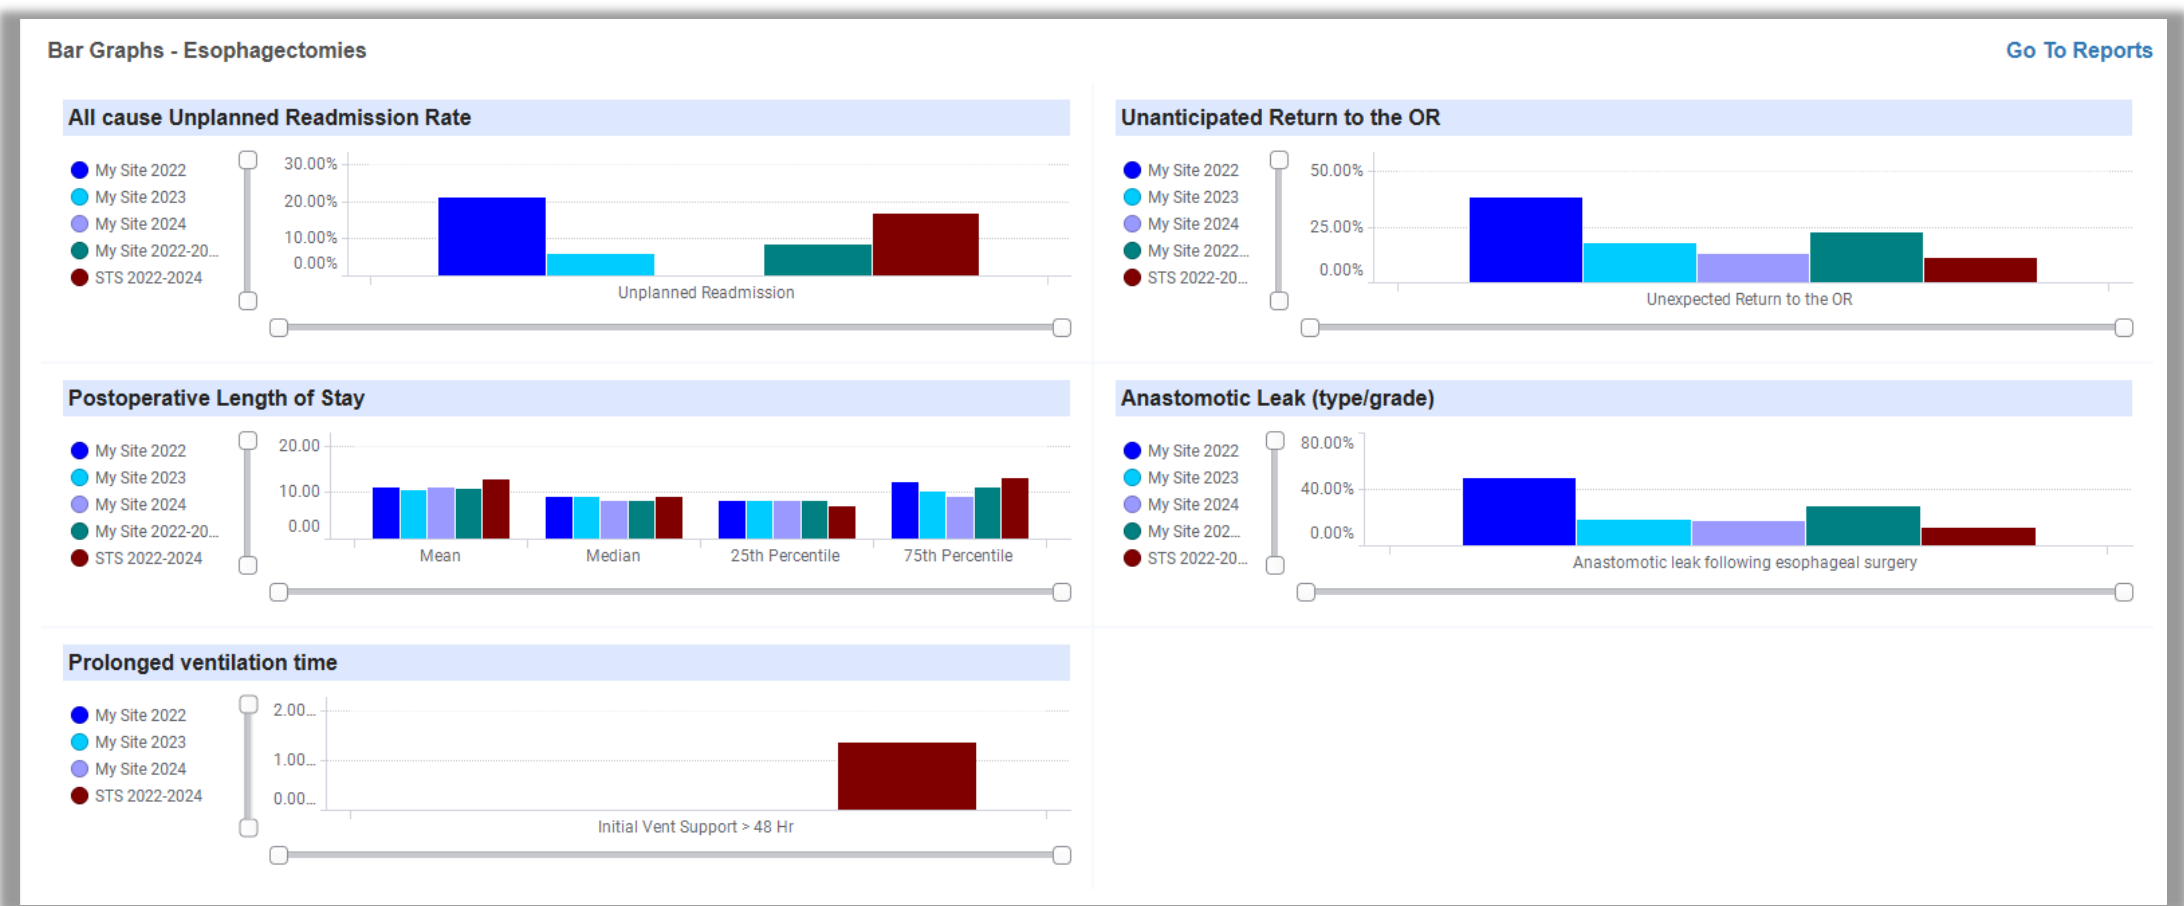 Bar Graphs - Esophagectomies
Go To Reports
All cause Unplanned Readmission Rate
My Site 2022
My Site 2023
My Site 2024
My Site 2022-20...
STS 2022-2024
30.00%
20.00%
10.00%
0.00%
Unplanned Readmission
Unanticipated Return to the OR
My Site 2022
My Site 2023
My Site 2024
My Site 2022...
STS 2022-20...
50.00%
25.00%
0.00%
Unexpected Return to the OR
Postoperative Length of Stay
My Site 2022
My Site 2023
My Site 2024
My Site 2022-20...
STS 2022-2024
20.00
10.00
0.00
Mean
Median
25th Percentile
75th Percentile
Anastomotic Leak (type/grade)
My Site 2022
My Site 2023
My Site 2024
My Site 202...
STS 2022-20...
80.00%
40.00%
0.00%
Anastomotic leak following esophageal surgery
Prolonged ventilation time
My Site 2022
My Site 2023
My Site 2024
STS 2022-2024
2.00...
1.00...
0.00...
Initial Vent Support > 48 Hr